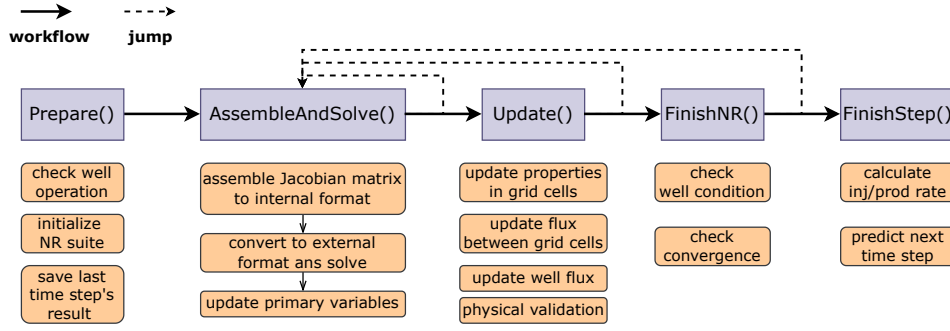 workflow
jump
Prepare()
AssembleAndSolve()
Update()
FinishNR()
FinishStep()
check well
operation
initialize
NR suite
save last
time step's
result
assemble Jacobian matrix
to internal format
convert to external
format ans solve
update primary variables
update properties
in grid cells
update flux
between grid cells
update well flux
physical validation
check
well condition
check
convergence
calculate
inj/prod rate
predict next
time step